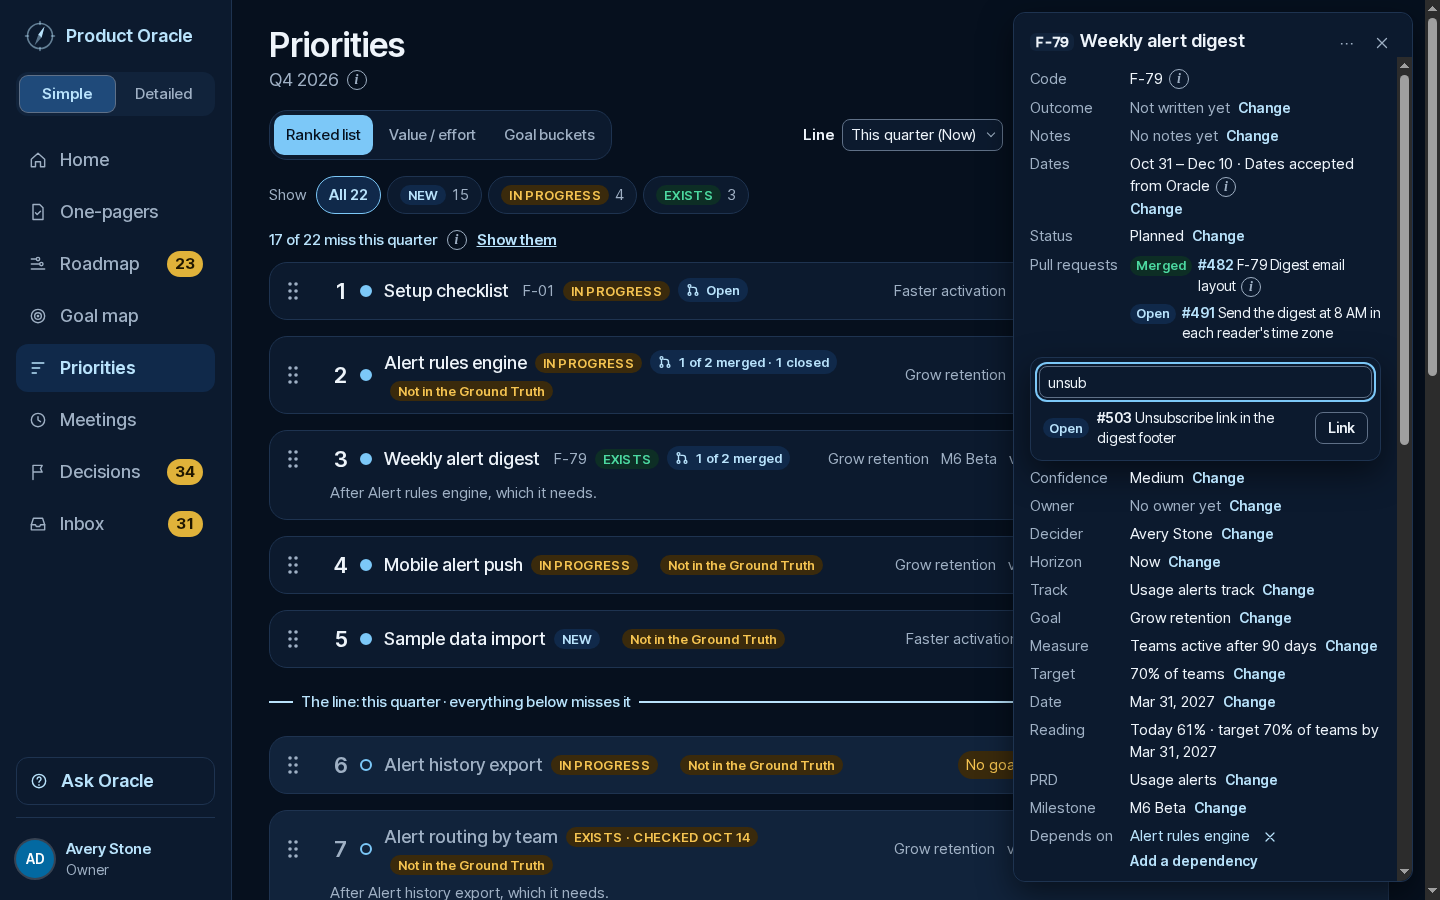 Product Oracle
Simple
Detailed
Home
One-pagers
Roadmap
23
Goal map
Priorities
Meetings
Decisions
34
Inbox
31
Ask Oracle
AD
Avery Stone
Owner
Priorities
Q4 2026 i
Ranked list
Value / effort
Goal buckets
Line
This quarter (Now)
Show
All 22
NEW 15
IN PROGRESS 4
EXISTS 3
17 of 22 miss this quarter i Show them
1 Setup checklist F-01 IN PROGRESS Open Faster activation
2 Alert rules engine IN PROGRESS 1 of 2 merged · 1 closed Grow retention
Not in the Ground Truth
3 Weekly alert digest F-79 EXISTS 1 of 2 merged Grow retention M6 Beta
After Alert rules engine, which it needs.
4 Mobile alert push IN PROGRESS Not in the Ground Truth Grow retention
5 Sample data import NEW Not in the Ground Truth Faster activation
The line: this quarter · everything below misses it
6 Alert history export IN PROGRESS Not in the Ground Truth No goa
7 Alert routing by team EXISTS · CHECKED OCT 14 Grow retention
Not in the Ground Truth
After Alert history export, which it needs.
F-79 Weekly alert digest ...
Code F-79 i
Outcome Not written yet Change
Notes No notes yet Change
Dates Oct 31 – Dec 10 · Dates accepted
from Oracle i
Change
Status Planned Change
Pull requests Merged #482 F-79 Digest email
layout i
Open #491 Send the digest at 8 AM in
each reader's time zone
unsub
Open #503 Unsubscribe link in the
digest footer
Link
Confidence Medium Change
Owner No owner yet Change
Decider Avery Stone Change
Horizon Now Change
Track Usage alerts track Change
Goal Grow retention Change
Measure Teams active after 90 days Change
Target 70% of teams Change
Date Mar 31, 2027 Change
Reading Today 61% · target 70% of teams by
Mar 31, 2027
PRD Usage alerts Change
Milestone M6 Beta Change
Depends on Alert rules engine
Add a dependency